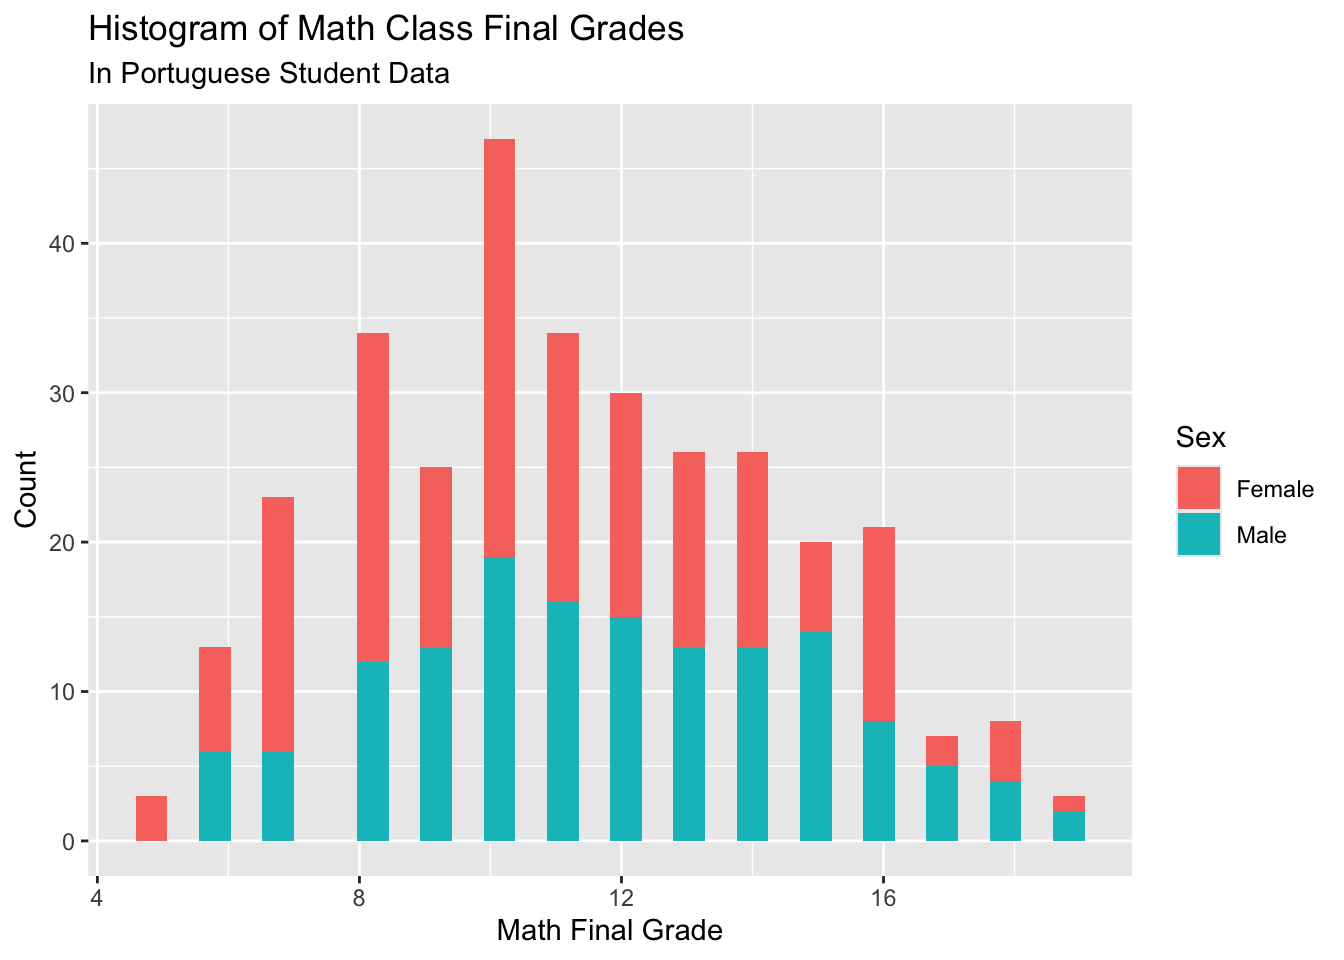 Histogram of Math Class Final Grades
In Portuguese Student Data
Count
40
30
20
10
0
4 8 12 16
Math Final Grade
Sex
Female
Male